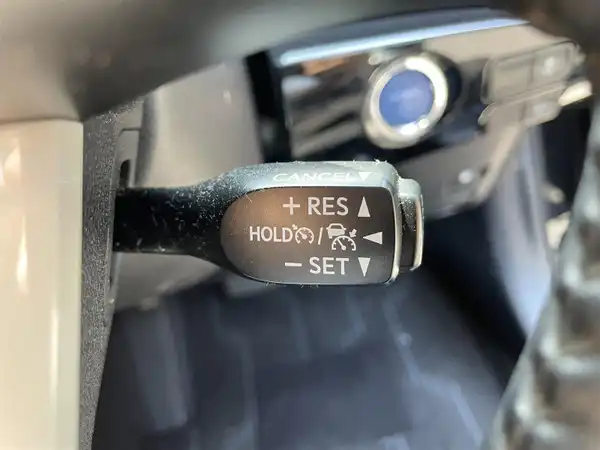 CANCEL▼
+ RES ▲
HOLD / ◀
− SET ▼